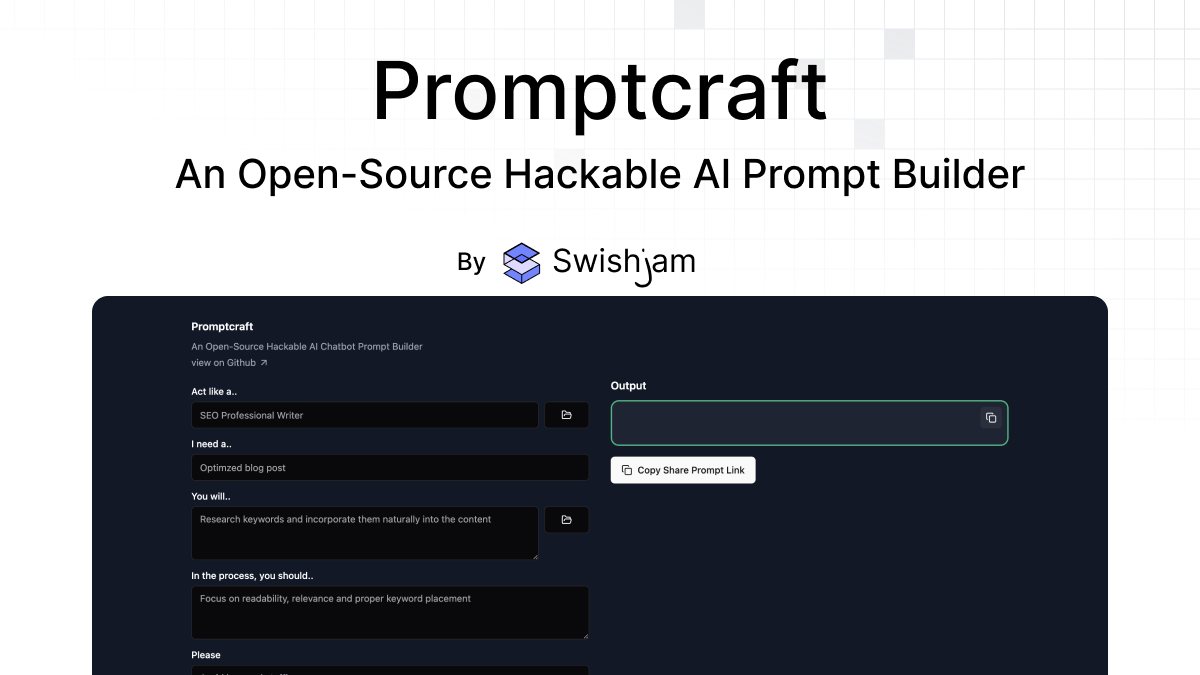 Promptcraft
An Open-Source Hackable AI Prompt Builder
By Swishjam
Promptcraft
An Open-Source Hackable AI Chatbot Prompt Builder
view on Github
Act like a..
SEO Professional Writer
I need a..
Optimzed blog post
You will..
Research keywords and incorporate them naturally into the content
In the process, you should..
Focus on readability, relevance and proper keyword placement
Please
Output
Copy Share Prompt Link